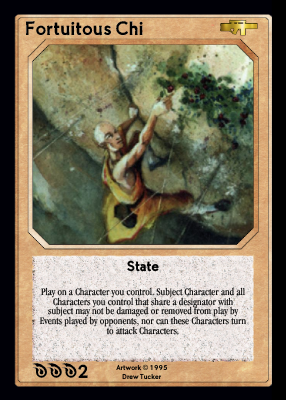 Fortuitous Chi
State
Play on a Character you control. Subject Character and all
Characters you control that share a designator with
subject may not be damaged or removed from play by
Events played by opponents, nor can these Characters turn
to attack Characters.
2
Artwork © 1995
Drew Tucker